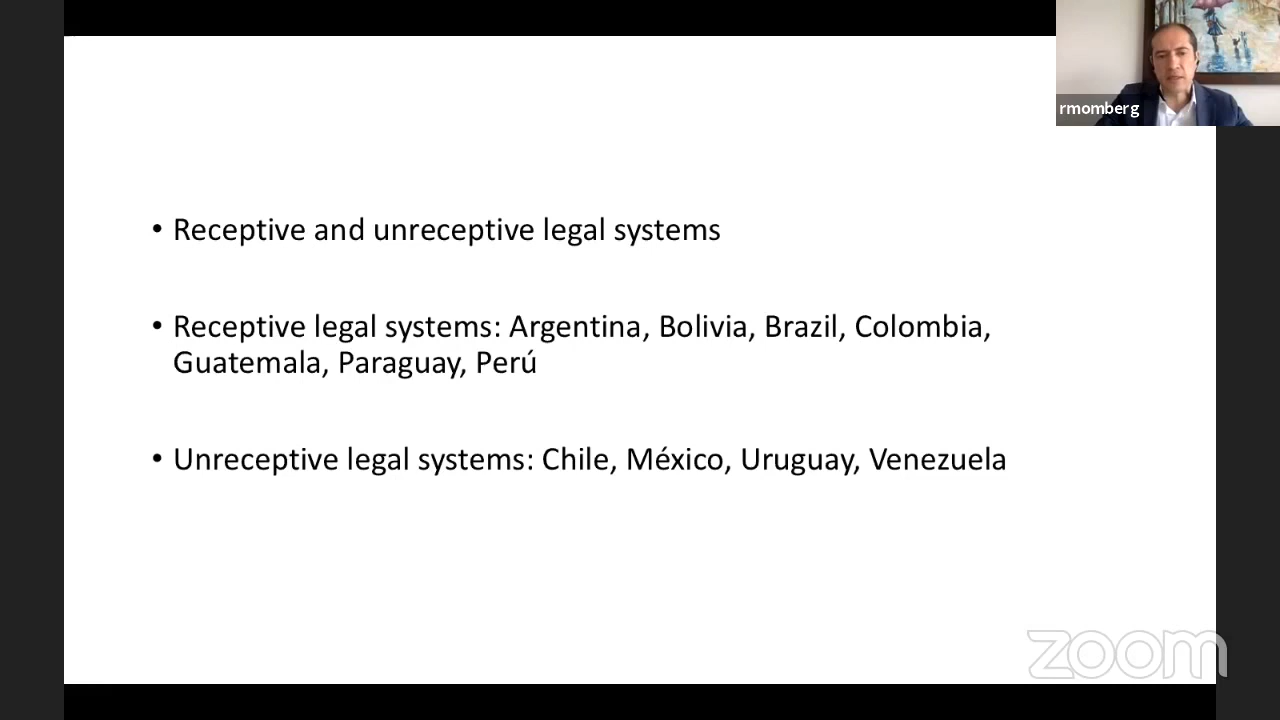 rmomberg
• Receptive and unreceptive legal systems
• Receptive legal systems: Argentina, Bolivia, Brazil, Colombia,
Guatemala, Paraguay, Perú
• Unreceptive legal systems: Chile, México, Uruguay, Venezuela
zoom